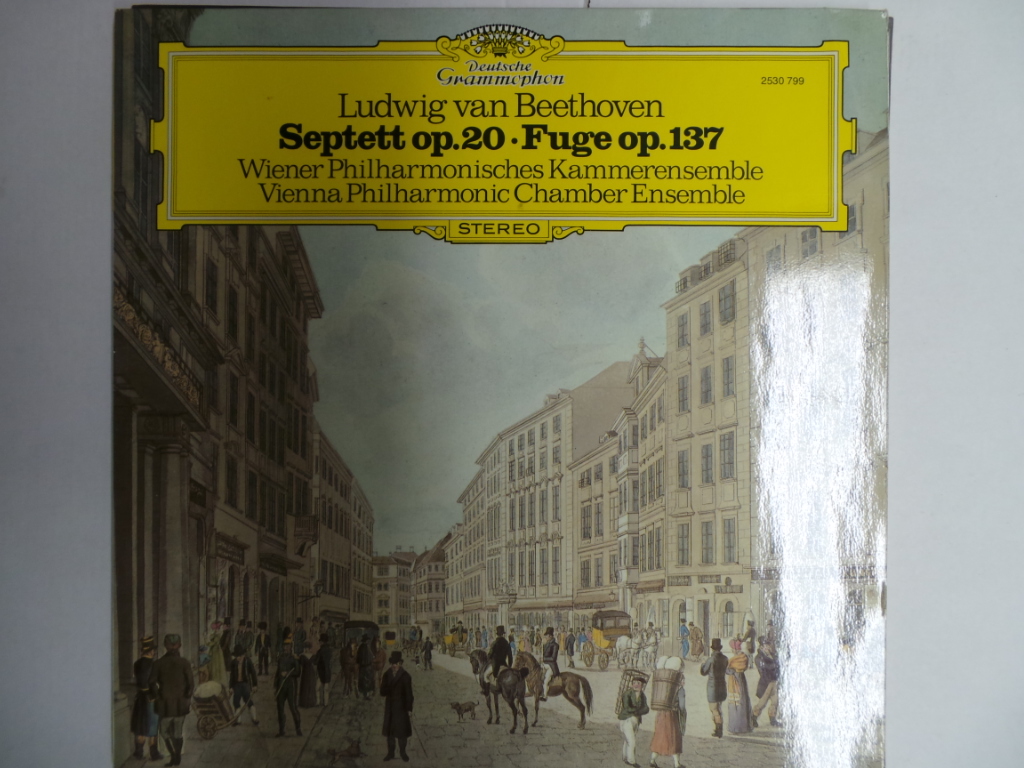 Deutsche
Grammophon
2530 799
Ludwig van Beethoven
Septett op.20 · Fuge op.137
Wiener Philharmonisches Kammerensemble
Vienna Philharmonic Chamber Ensemble
STEREO